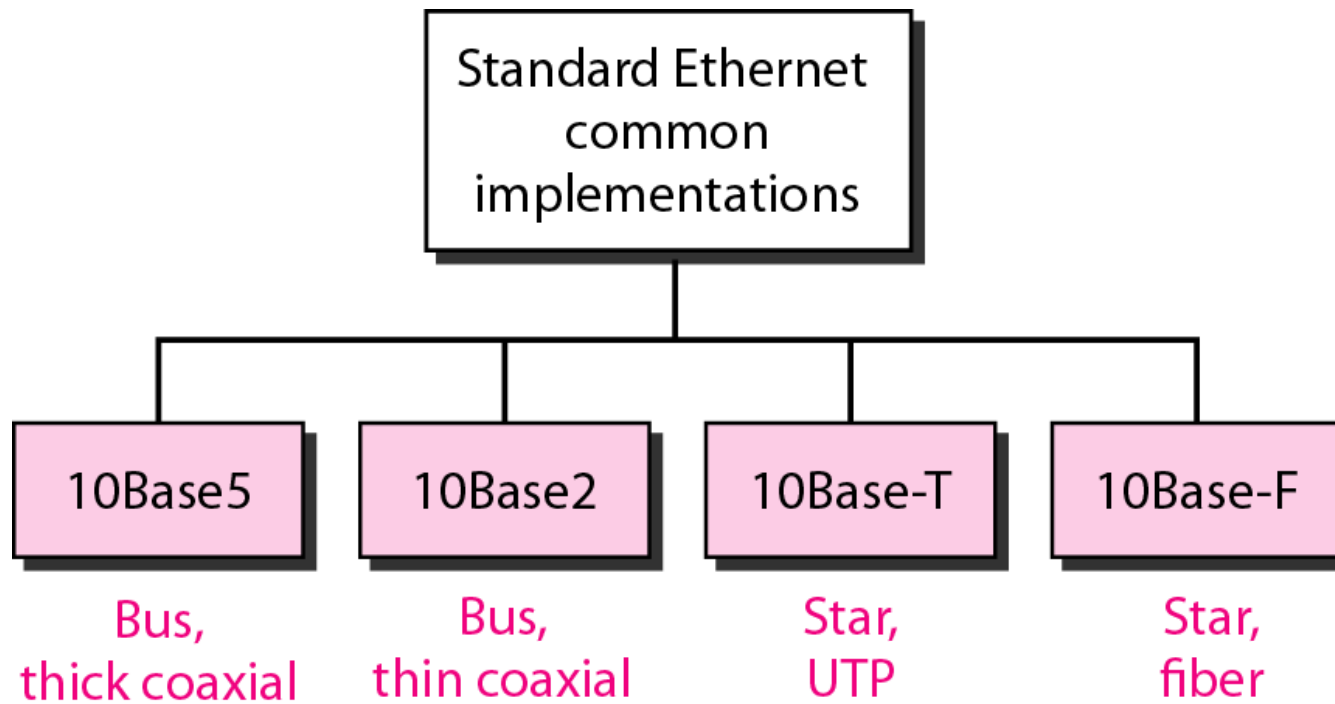 Standard Ethernet
common
implementations
10Base5
10Base2
10Base-T
10Base-F
Bus,
thick coaxial
Bus,
thin coaxial
Star,
UTP
Star,
fiber